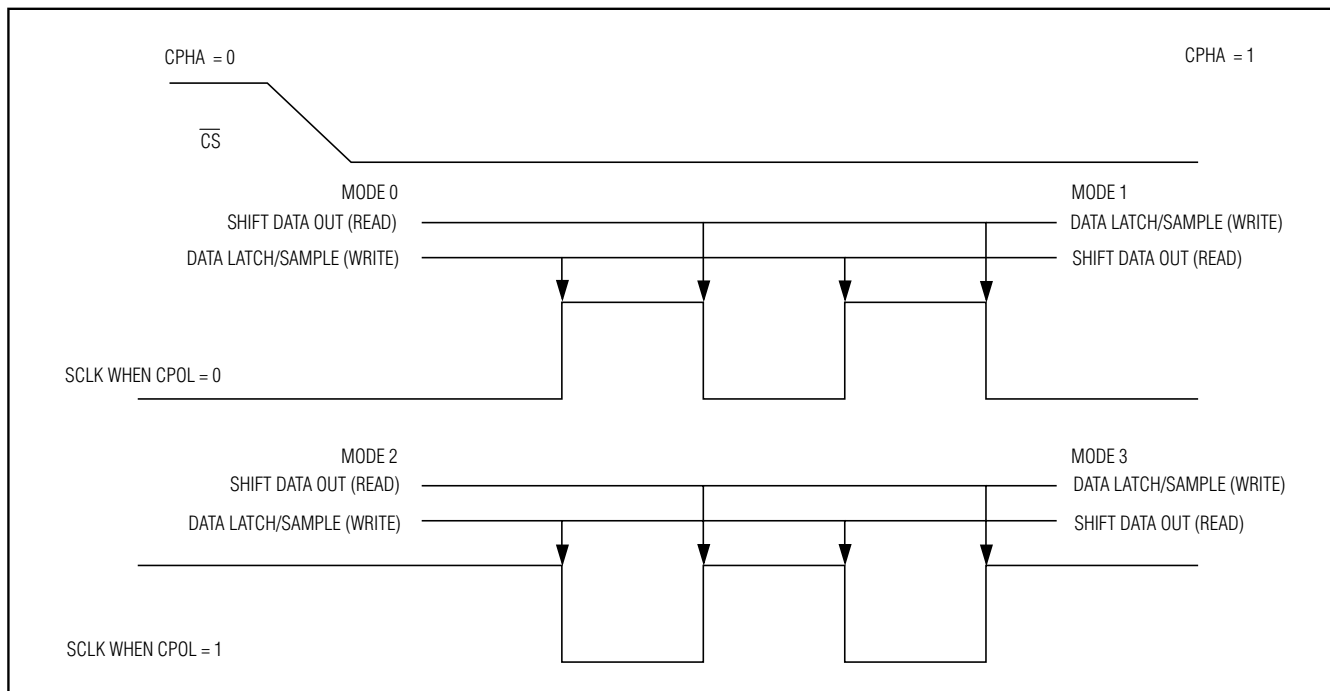 CPHA = 0
CPHA = 1
C̅S̅
MODE 0
MODE 1
SHIFT DATA OUT (READ)
DATA LATCH/SAMPLE (WRITE)
DATA LATCH/SAMPLE (WRITE)
SHIFT DATA OUT (READ)
SCLK WHEN CPOL = 0
MODE 2
MODE 3
SHIFT DATA OUT (READ)
DATA LATCH/SAMPLE (WRITE)
DATA LATCH/SAMPLE (WRITE)
SHIFT DATA OUT (READ)
SCLK WHEN CPOL = 1